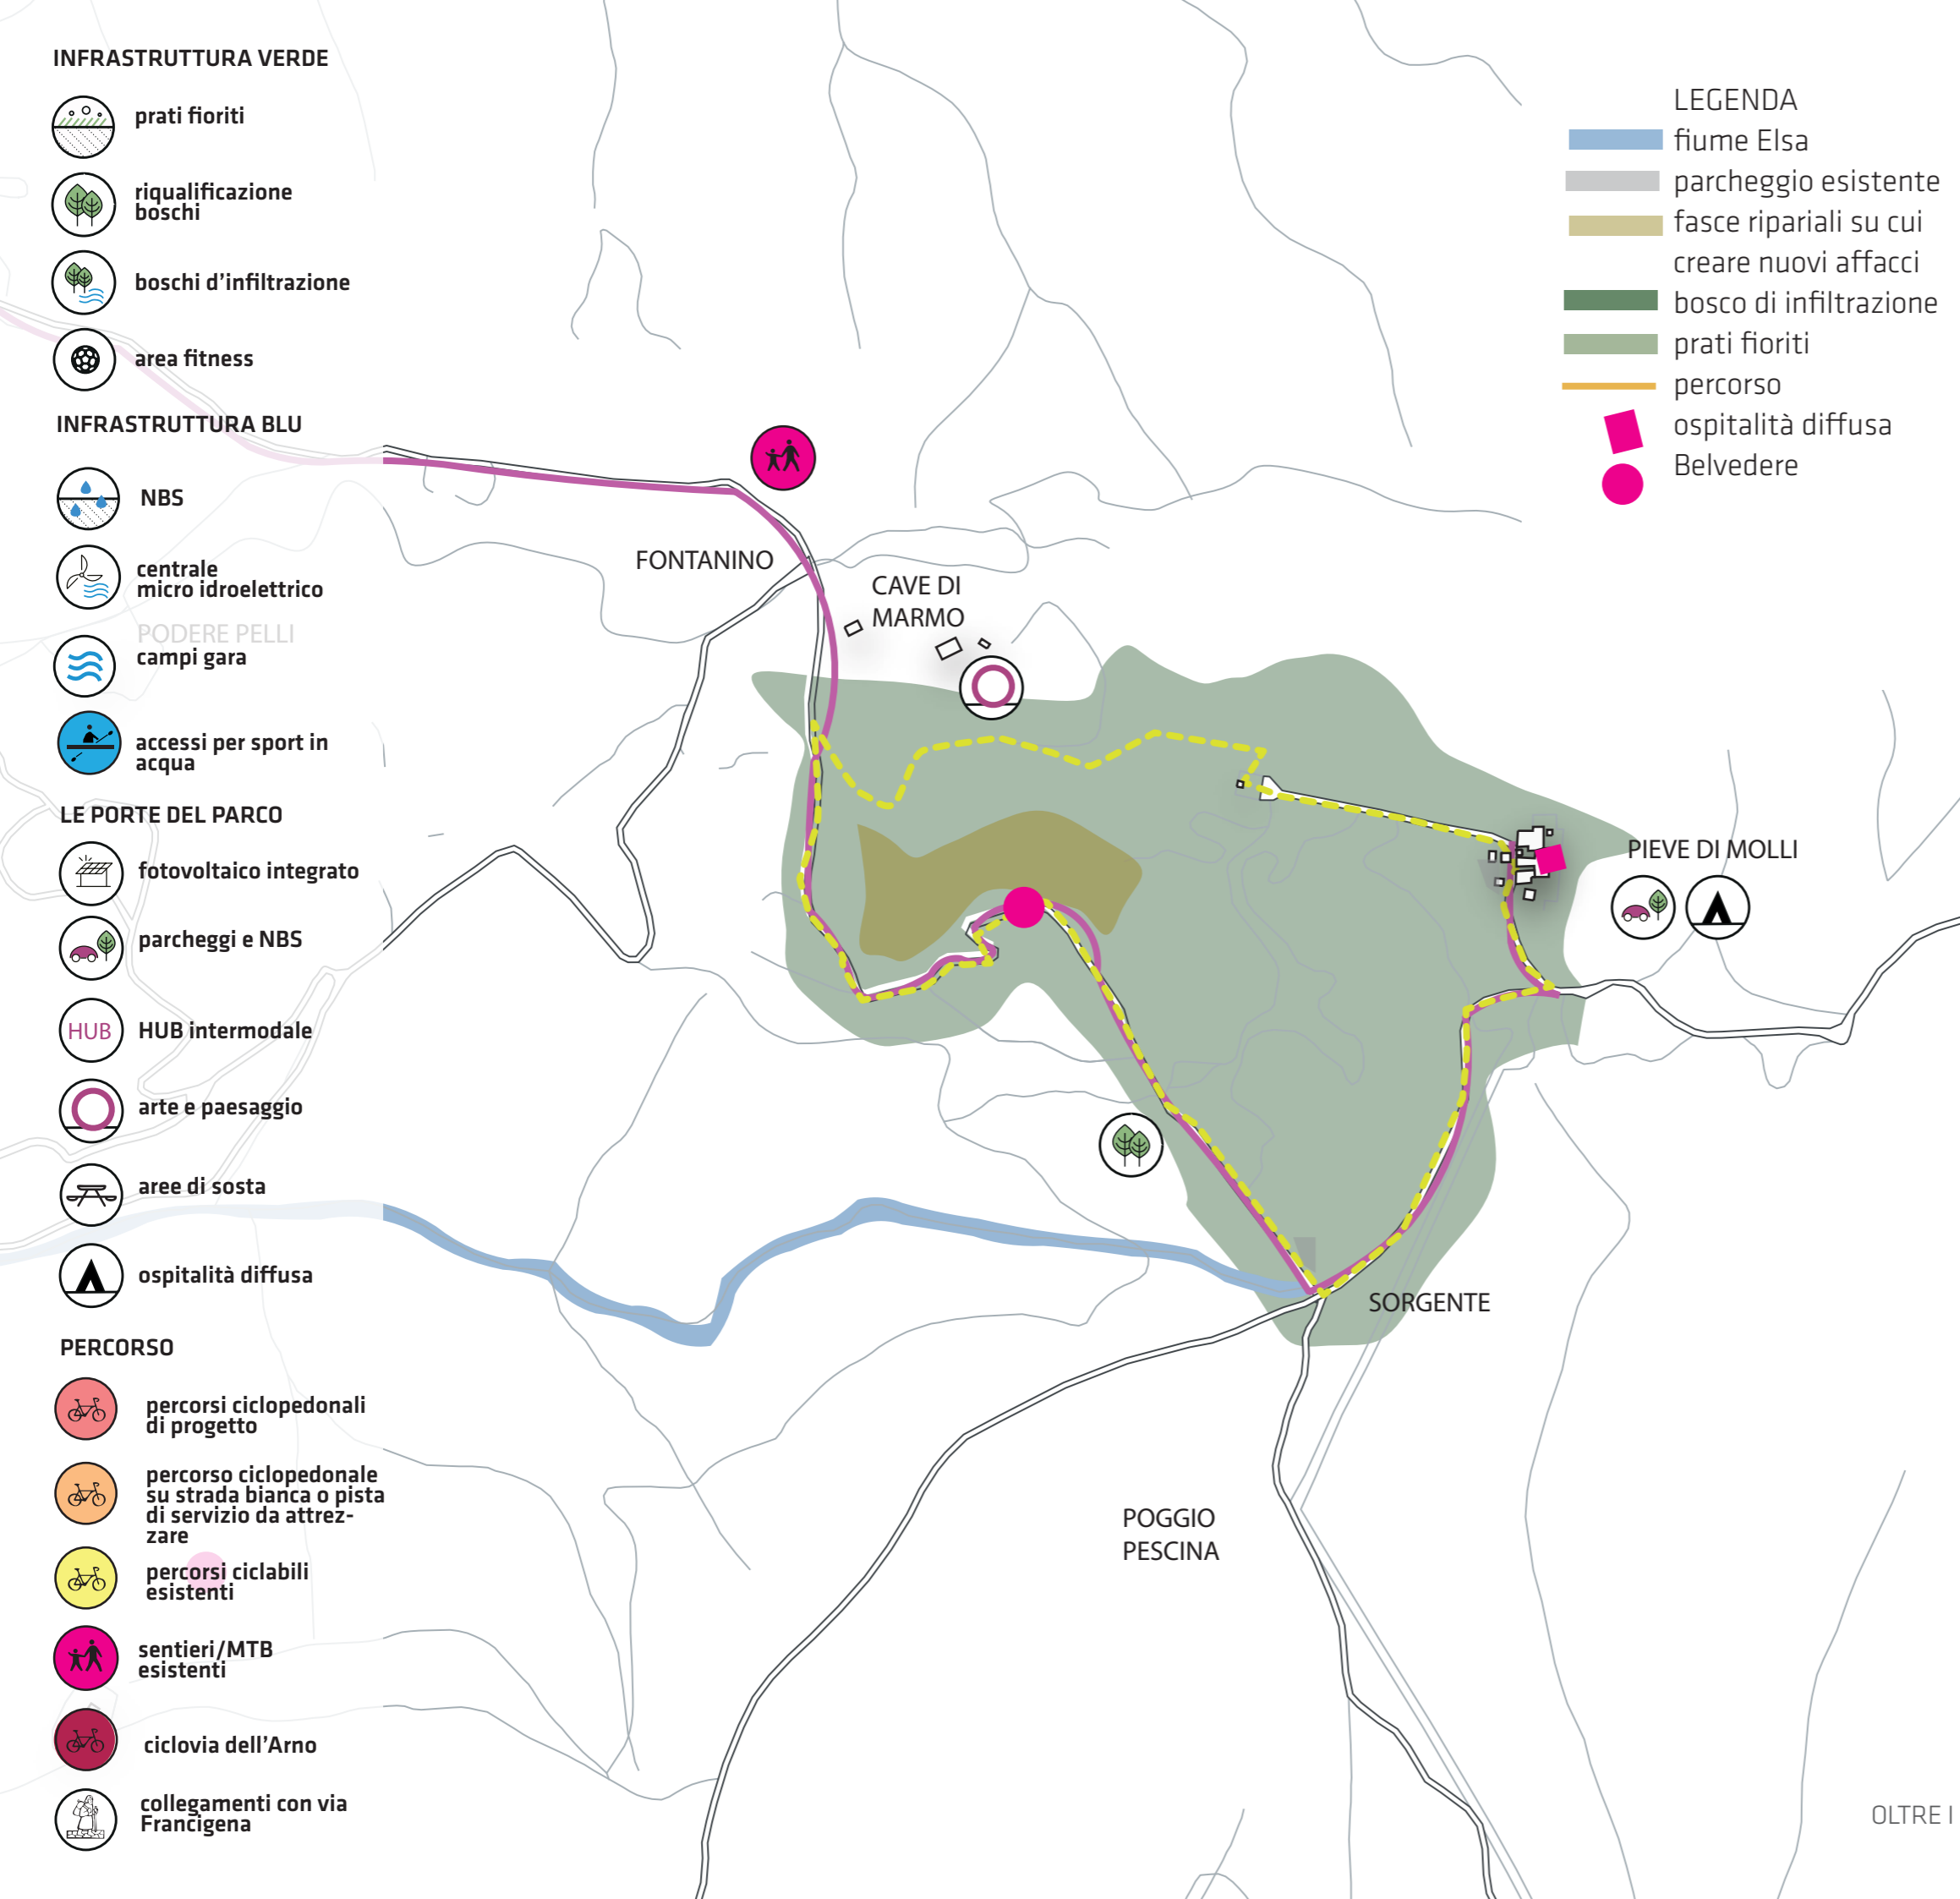 INFRASTRUTTURA VERDE
prati fioriti
riqualificazione
boschi
boschi d'infiltrazione
area fitness
INFRASTRUTTURA BLU
NBS
centrale
micro idroelettrico
PODERE PELLI
campi gara
accessi per sport in
acqua
LE PORTE DEL PARCO
fotovoltaico integrato
parcheggi e NBS
HUB
HUB intermodale
arte e paesaggio
aree di sosta
ospitalità diffusa
PERCORSO
percorsi ciclopedonali
di progetto
percorso ciclopedonale
su strada bianca o pista
di servizio da attrez-
zare
percorsi ciclabili
esistenti
sentieri/MTB
esistenti
ciclovia dell'Arno
collegamenti con via
Francigena
FONTANINO
CAVE DI
MARMO
PIEVE DI MOLLI
SORGENTE
POGGIO
PESCINA
OLTRE I
LEGENDA
fiume Elsa
parcheggio esistente
fasce ripariali su cui
creare nuovi affacci
bosco di infiltrazione
prati fioriti
percorso
ospitalità diffusa
Belvedere